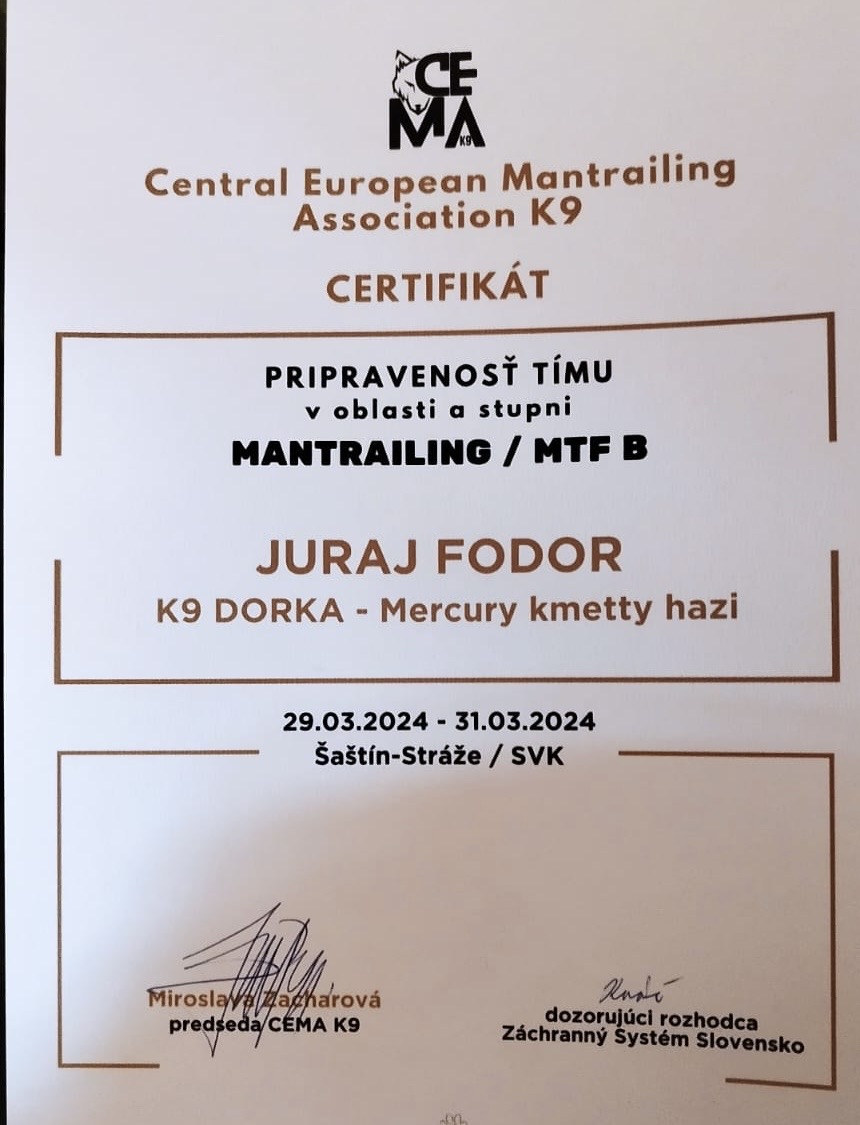 CE
MA K9
Central European Mantrailing
Association K9
CERTIFIKÁT
PRIPRAVENOSŤ TÍMU
v oblasti a stupni
MANTRAILING / MTF B
JURAJ FODOR
K9 DORKA - Mercury kmetty hazi
29.03.2024 - 31.03.2024
Šaštín-Stráže / SVK
Miroslava Zacharová
predseda CEMA K9
dozorujúci rozhodca
Záchranný Systém Slovensko